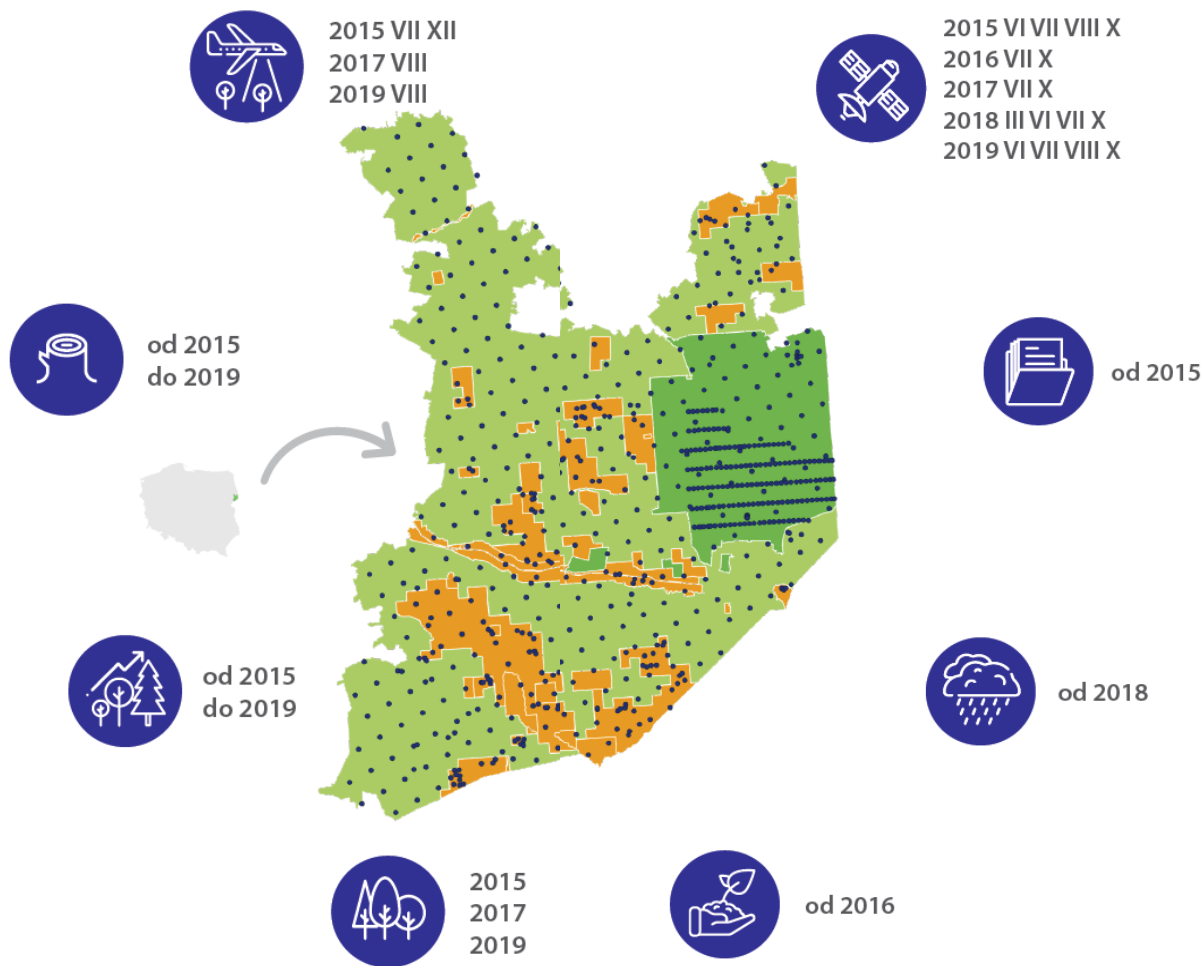 2015 VII XII
2017 VIII
2019 VIII
2015 VI VII VIII X
2016 VII X
2017 VII X
2018 III VI VII X
2019 VI VII VIII X
od 2015
do 2019
od 2015
od 2015
do 2019
od 2018
2015
2017
2019
od 2016